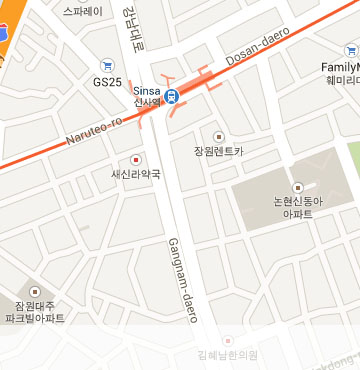 스파레이
강남대로
Dosan-daero
GS25
FamilyM
훼미리마
Sinsa
신사역
Naruteo-ro
장원렌트카
새신라약국
논현신동아
아파트
Gangnam-daero
잠원대주
파크빌아파트
김혜남한의원